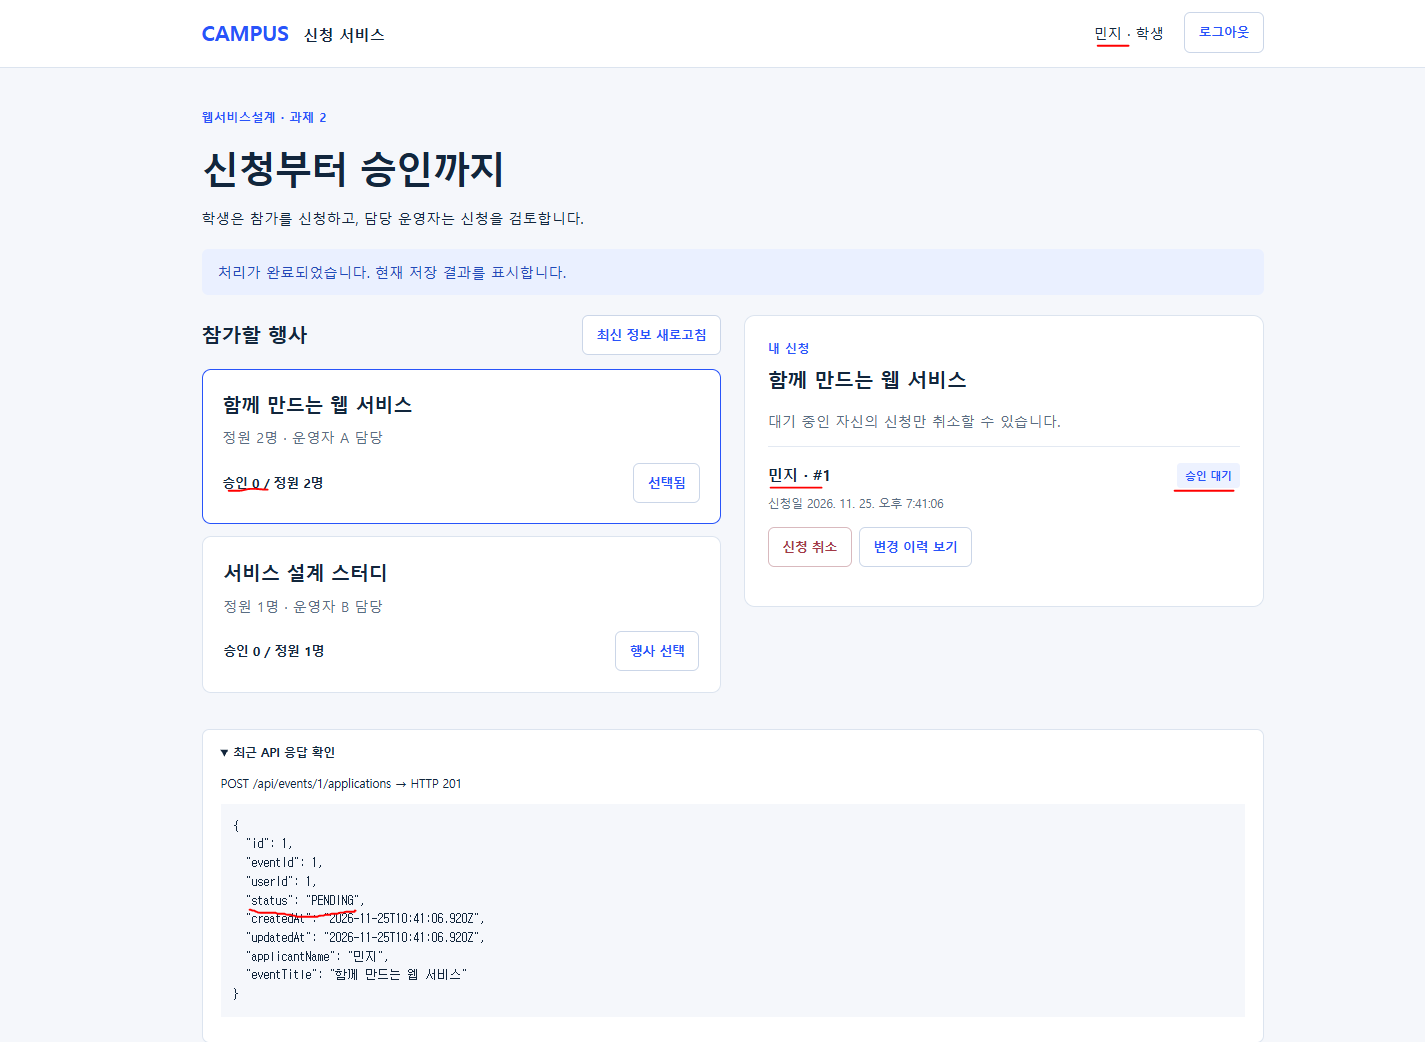 CAMPUS 신청 서비스
민지 · 학생
로그아웃
웹서비스설계 · 과제 2
신청부터 승인까지
학생은 참가를 신청하고, 담당 운영자는 신청을 검토합니다.
처리가 완료되었습니다. 현재 저장 결과를 표시합니다.
참가할 행사
최신 정보 새로고침
함께 만드는 웹 서비스
정원 2명 · 운영자 A 담당
승인 0 / 정원 2명
선택됨
서비스 설계 스터디
정원 1명 · 운영자 B 담당
승인 0 / 정원 1명
행사 선택
내 신청
함께 만드는 웹 서비스
대기 중인 자신의 신청만 취소할 수 있습니다.
민지 · #1
승인 대기
신청일 2026. 11. 25. 오후 7:41:06
신청 취소
변경 이력 보기
▼ 최근 API 응답 확인
POST /api/events/1/applications → HTTP 201
{
"id": 1,
"eventId": 1,
"userId": 1,
"status": "PENDING",
"createdAt": "2026-11-25T10:41:06.920Z",
"updatedAt": "2026-11-25T10:41:06.920Z",
"applicantName": "민지",
"eventTitle": "함께 만드는 웹 서비스"
}